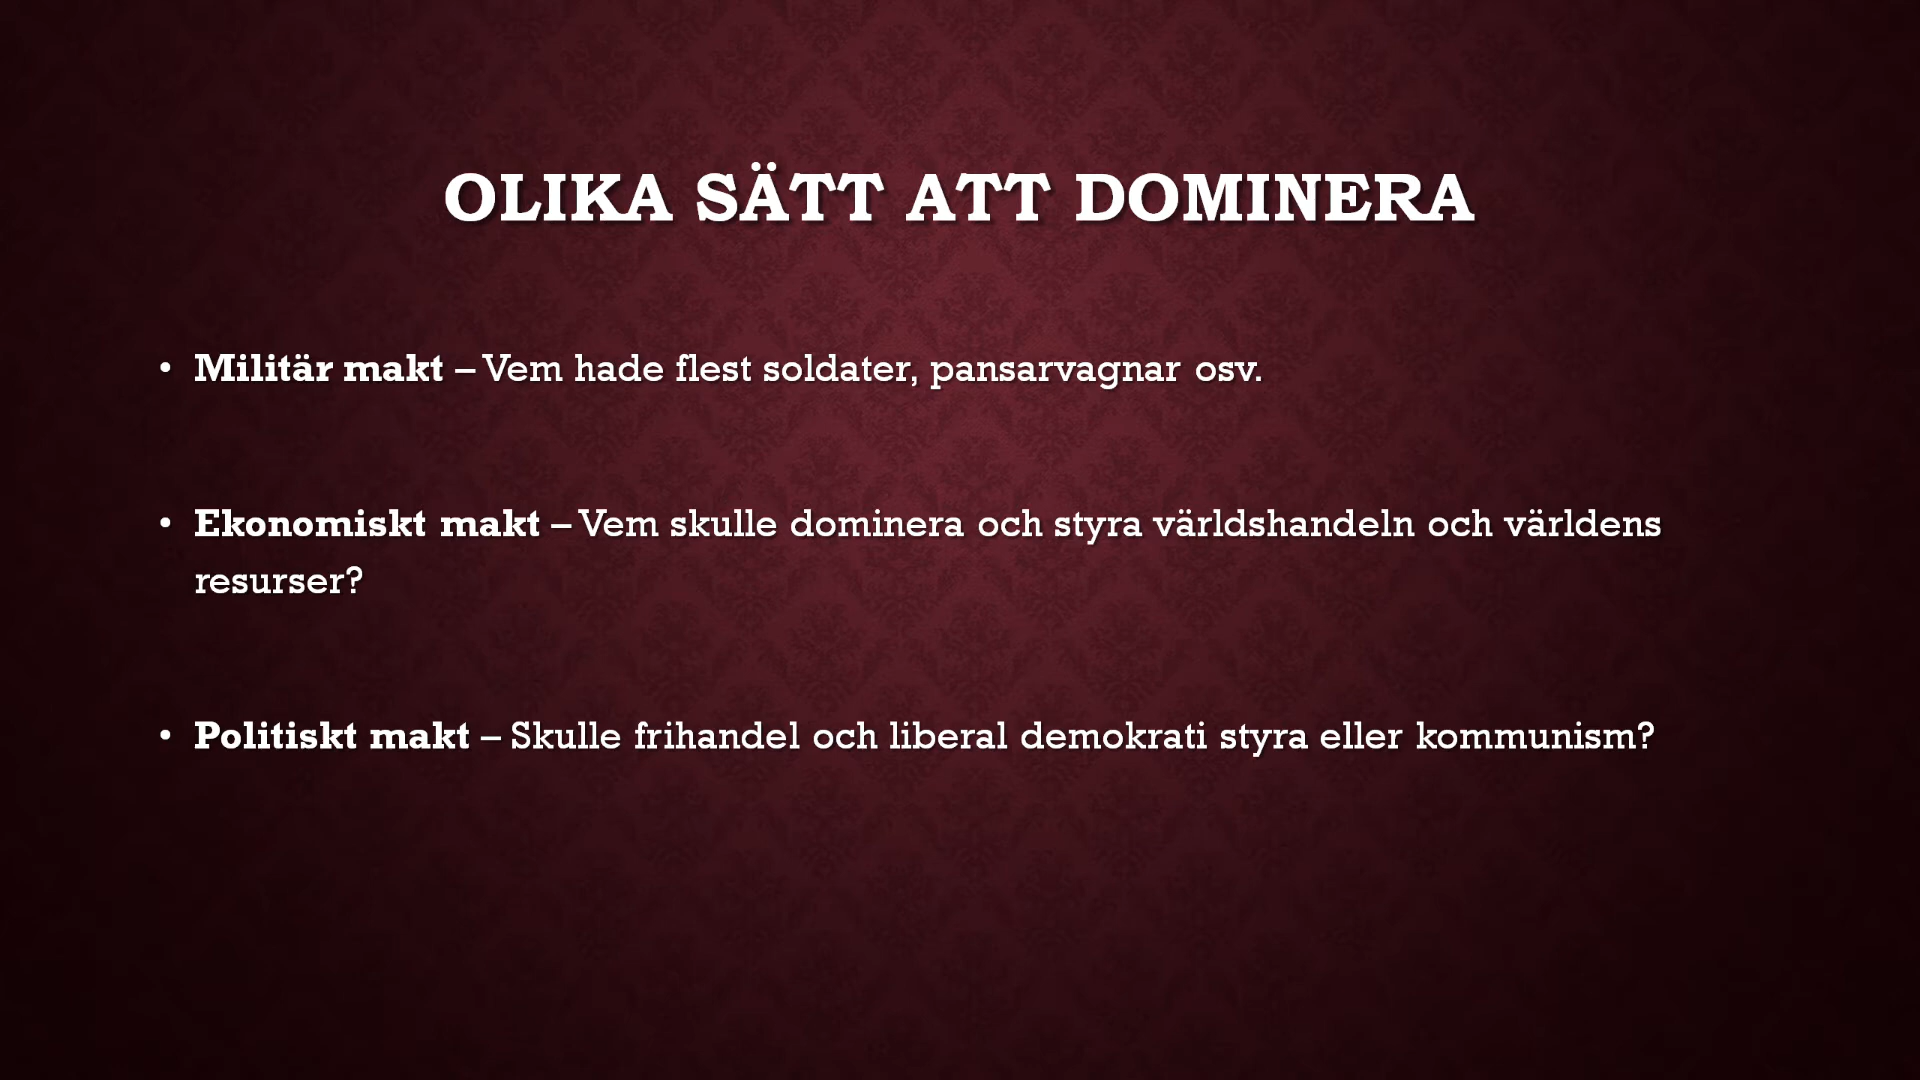 OLIKA SÄTT ATT DOMINERA
• Militär makt – Vem hade flest soldater, pansarvagnar osv.
• Ekonomiskt makt – Vem skulle dominera och styra världshandeln och världens
resurser?
• Politiskt makt – Skulle frihandel och liberal demokrati styra eller kommunism?